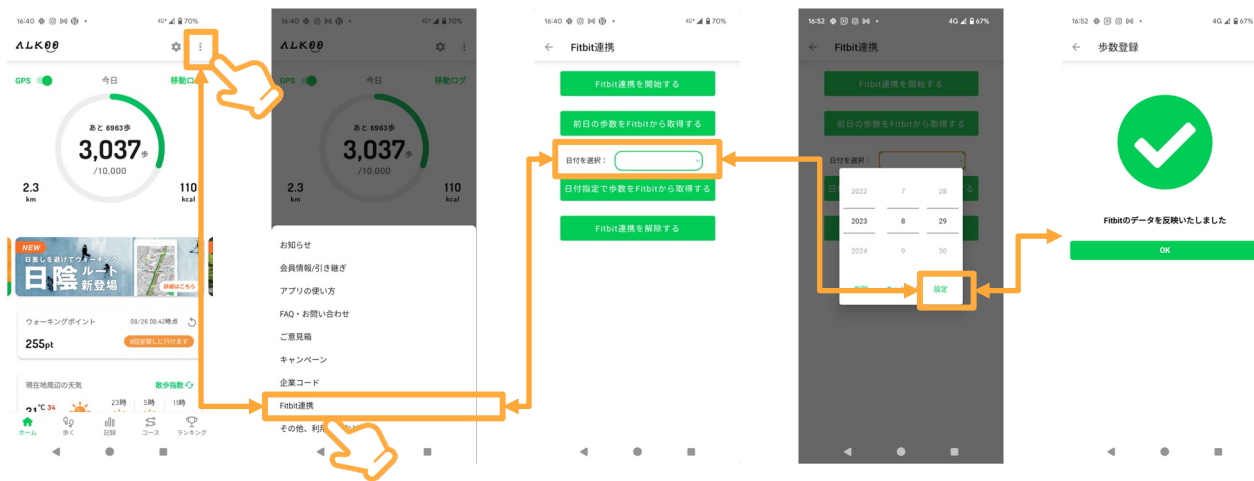 16:40
4G+
70%
ALKOO
GPS
今日
移動ロ
あと 6963歩
3,037歩
/10,000
2.3
km
110
kcal
NEW
日差しを避けてウォーキング
日陰ルート
新登場
詳細はこちら
ウォーキングポイント
08/26 08:42時点
255pt
8回宝探しに行けます
現在地周辺の天気
散歩指数
23時
5時
11時
℃ 34
ホーム
歩く
記録
コース
ランキング
16:40
4G+
70%
ALKOO
GPS
今日
移動ログ
あと 6963歩
3,037歩
/10,000
2.3
km
110
kcal
お知らせ
会員情報/引き継ぎ
アプリの使い方
FAQ・お問い合わせ
ご意見箱
キャンペーン
企業コード
Fitbit連携
その他、利用
16:40
4G+
70%
Fitbit連携
Fitbit連携を開始する
前日の歩数をFitbitから取得する
日付を選択：
日付指定で歩数をFitbitから取得する
Fitbit連携を解除する
16:52
4G
67%
Fitbit連携
Fitbit連携を開始する
前日の歩数をFitbitから取得する
日付を選択：
日
る
2022 7 28
2023 8 29
2024 9 30
設定
16:52
4G
67%
歩数登録
Fitbitのデータを反映いたしました
OK